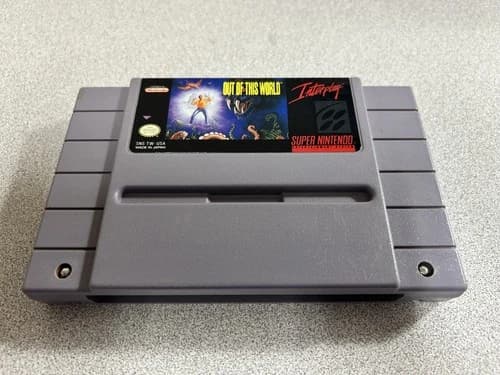 OUT OF THIS WORLD
Interplay
SNS TW USA
MADE IN JAPAN
SUPER NINTENDO